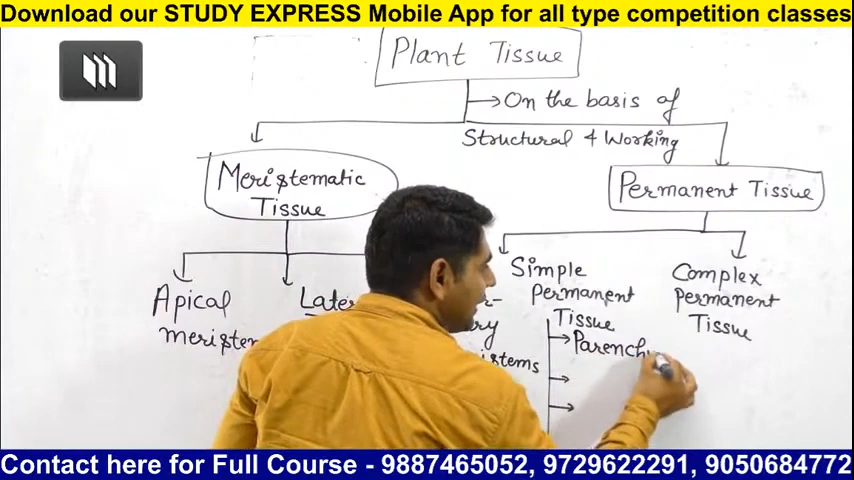 Download our STUDY EXPRESS Mobile App for all type competition classes
Plant Tissue
On the basis of
Structural & Working
Meristematic
Tissue
Permanent Tissue
Apical
meristem
Late
Simple
Permanent
Tissue
Parench
Complex
Permanent
Tissue
Contact here for Full Course - 9887465052, 9729622291, 9050684772